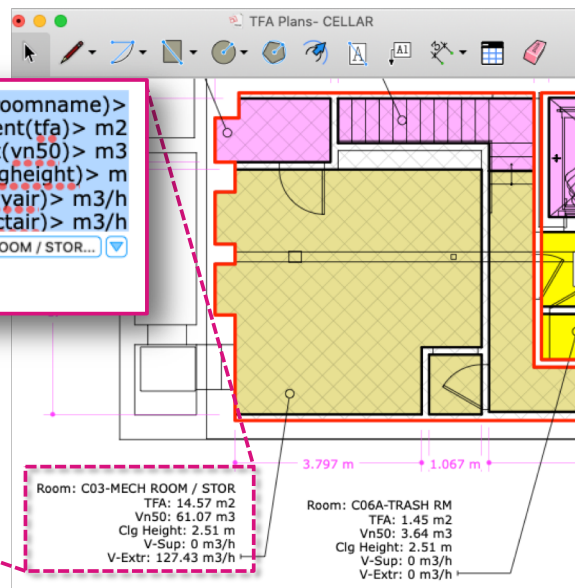 TFA Plans- CELLAR
A
A1
roomname)>
ent(tfa)> m2
(vn50)> m3
gheight)> m
vair)> m3/h
ctair)> m3/h
ROOM / STOR...
3.797 m
1.067 m
Room: C03-MECH ROOM / STOR
TFA: 14.57 m2
Vn50: 61.07 m3
Clg Height: 2.51 m
V-Sup: 0 m3/h
V-Extr: 127.43 m3/h
Room: C06A-TRASH RM
TFA: 1.45 m2
Vn50: 3.64 m3
Clg Height: 2.51 m
V-Sup: 0 m3/h
V-Extr: 0 m3/h